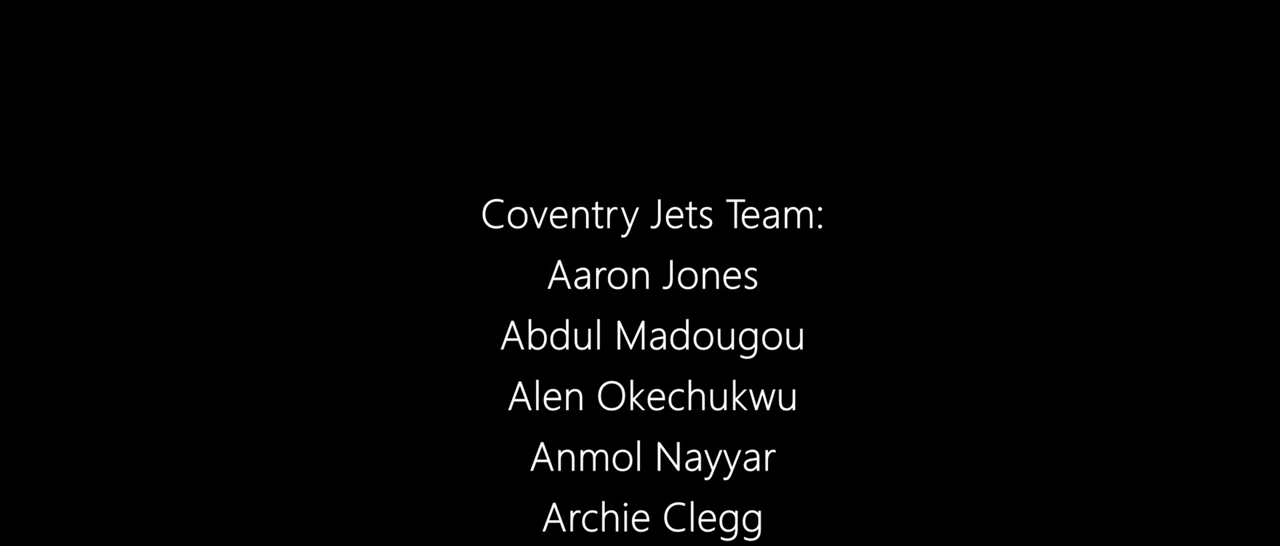 Coventry Jets Team:
Aaron Jones
Abdul Madougou
Alen Okechukwu
Anmol Nayyar
Archie Clegg